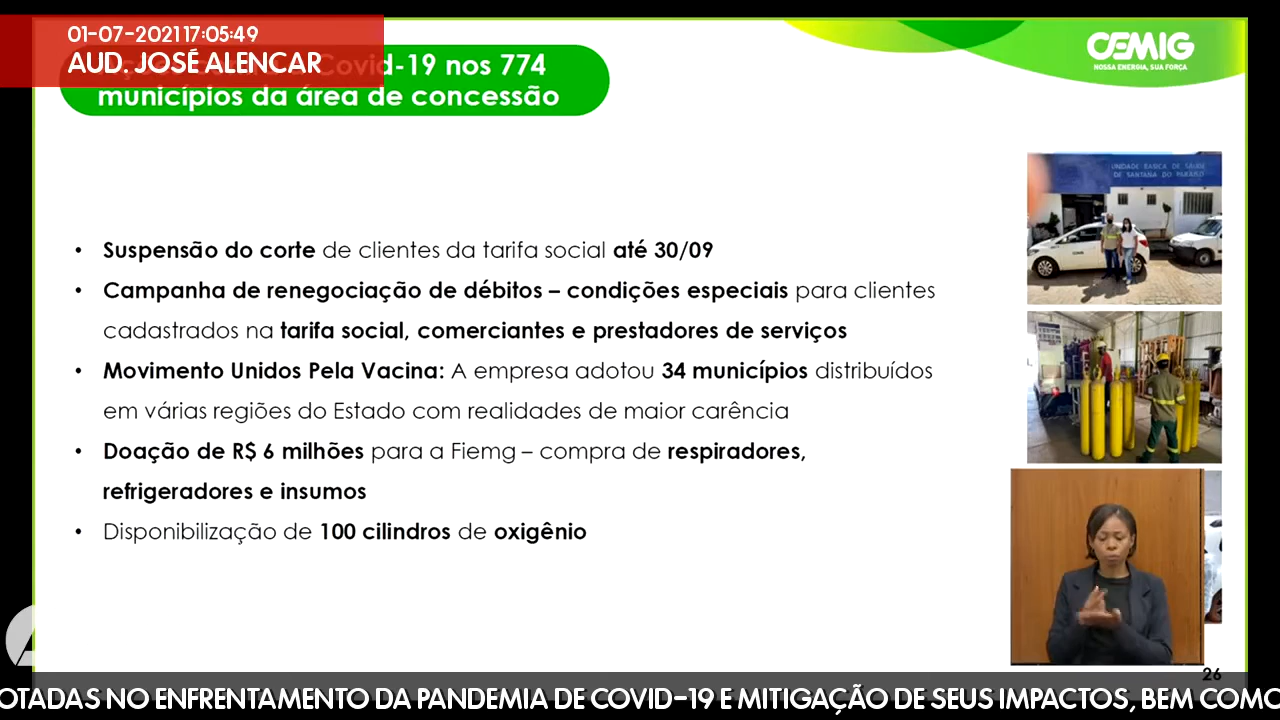 01-07-2021 17:05:49
AUD. JOSÉ ALENCAR
Covid-19 nos 774
municípios da área de concessão
CEMIG
NOSSA ENERGIA, SUA FORÇA
UNIDADE BÁSICA DE SAÚDE
DE SANTANA DO PARAÍSO
• Suspensão do corte de clientes da tarifa social até 30/09
• Campanha de renegociação de débitos – condições especiais para clientes
cadastrados na tarifa social, comerciantes e prestadores de serviços
• Movimento Unidos Pela Vacina: A empresa adotou 34 municípios distribuídos
em várias regiões do Estado com realidades de maior carência
• Doação de R$ 6 milhões para a Fiemg – compra de respiradores,
refrigeradores e insumos
• Disponibilização de 100 cilindros de oxigênio
26
OTADAS NO ENFRENTAMENTO DA PANDEMIA DE COVID-19 E MITIGAÇÃO DE SEUS IMPACTOS, BEM COMO